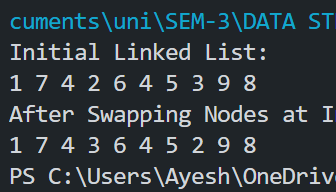 cuments\uni\SEM-3\DATA ST
Initial Linked List:
1 7 4 2 6 4 5 3 9 8
After Swapping Nodes at I
1 7 4 3 6 4 5 2 9 8
PS C:\Users\Ayesh\OneDriv